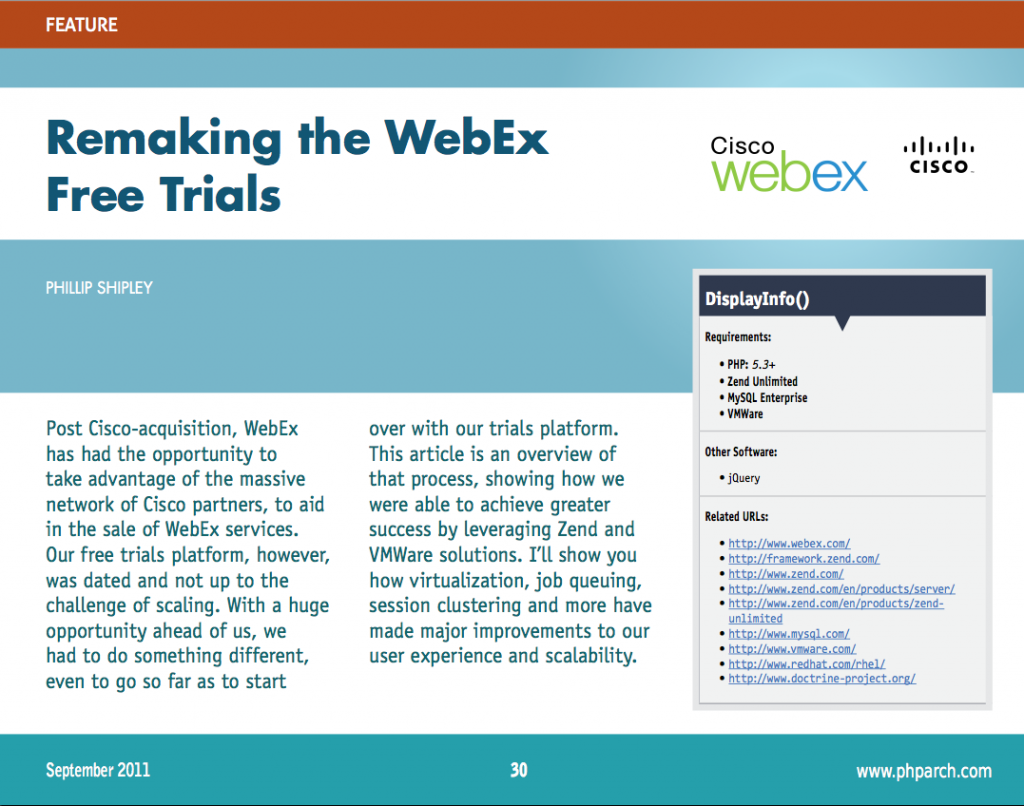 FEATURE
Remaking the WebEx
Free Trials
Cisco
webex
CISCO
PHILLIP SHIPLEY
Post Cisco-acquisition, WebEx
has had the opportunity to
take advantage of the massive
network of Cisco partners, to aid
in the sale of WebEx services.
Our free trials platform, however,
was dated and not up to the
challenge of scaling. With a huge
opportunity ahead of us, we
had to do something different,
even to go so far as to start
over with our trials platform.
This article is an overview of
that process, showing how we
were able to achieve greater
success by leveraging Zend and
VMWare solutions. I'll show you
how virtualization, job queuing,
session clustering and more have
made major improvements to our
user experience and scalability.
DisplayInfo()
Requirements:
• PHP: 5.3+
• Zend Unlimited
• MySQL Enterprise
• VMWare
Other Software:
• jQuery
Related URLs:
• http://www.webex.com/
• http://framework.zend.com/
• http://www.zend.com/
• http://www.zend.com/en/products/server/
• http://www.zend.com/en/products/zend-
unlimited
• http://www.mysql.com/
• http://www.vmware.com/
• http://www.redhat.com/rhel/
• http://www.doctrine-project.org/
September 2011
30
www.phparch.com